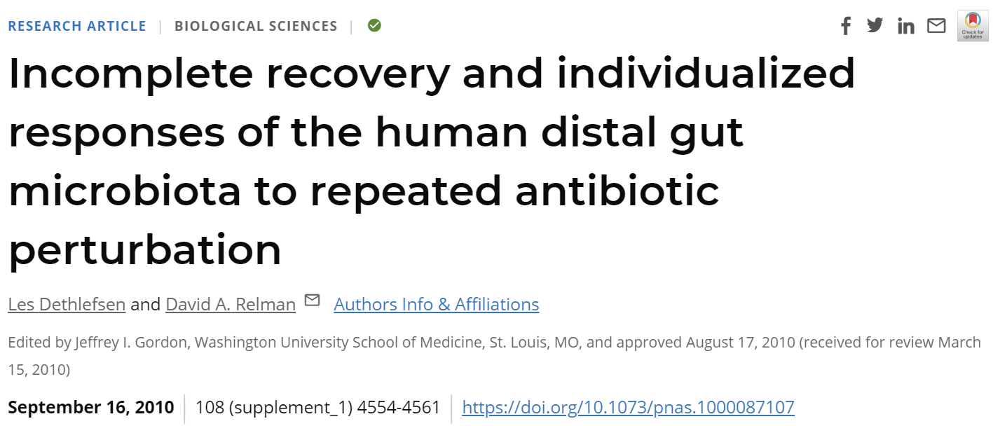 RESEARCH ARTICLE | BIOLOGICAL SCIENCES |
Check for
updates
Incomplete recovery and individualized
responses of the human distal gut
microbiota to repeated antibiotic
perturbation
Les Dethlefsen and David A. Relman Authors Info & Affiliations
Edited by Jeffrey I. Gordon, Washington University School of Medicine, St. Louis, MO, and approved August 17, 2010 (received for review March
15, 2010)
September 16, 2010 | 108 (supplement_1) 4554-4561 | https://doi.org/10.1073/pnas.1000087107